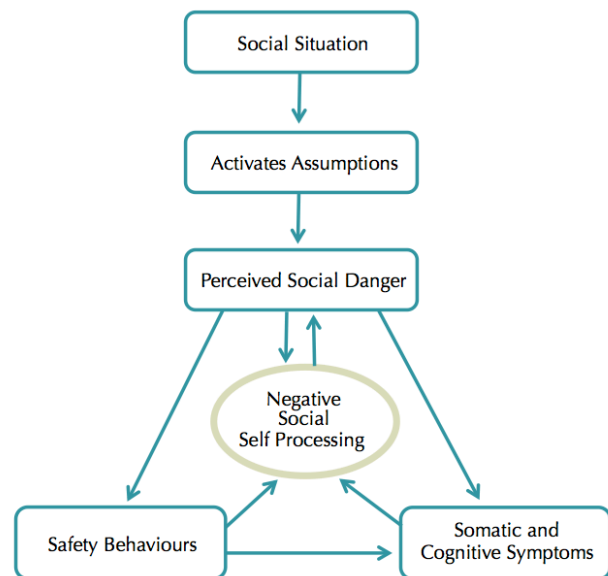 Social Situation
Activates Assumptions
Perceived Social Danger
Negative
Social
Self Processing
Safety Behaviours
Somatic and
Cognitive Symptoms